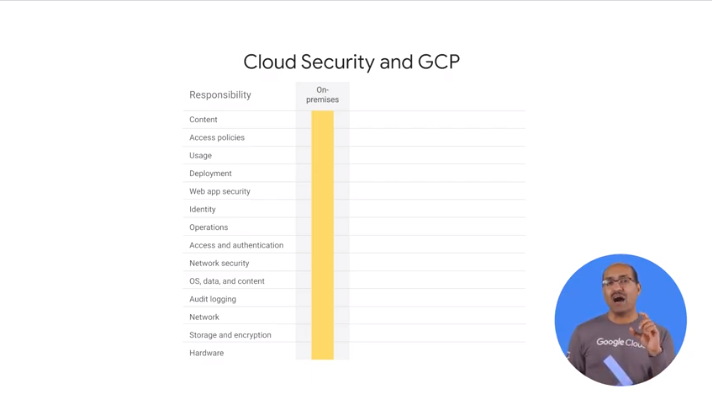 Cloud Security and GCP
Responsibility
On-
premises
Content
Access policies
Usage
Deployment
Web app security
Identity
Operations
Access and authentication
Network security
OS, data, and content
Audit logging
Network
Storage and encryption
Hardware
Google Cloud